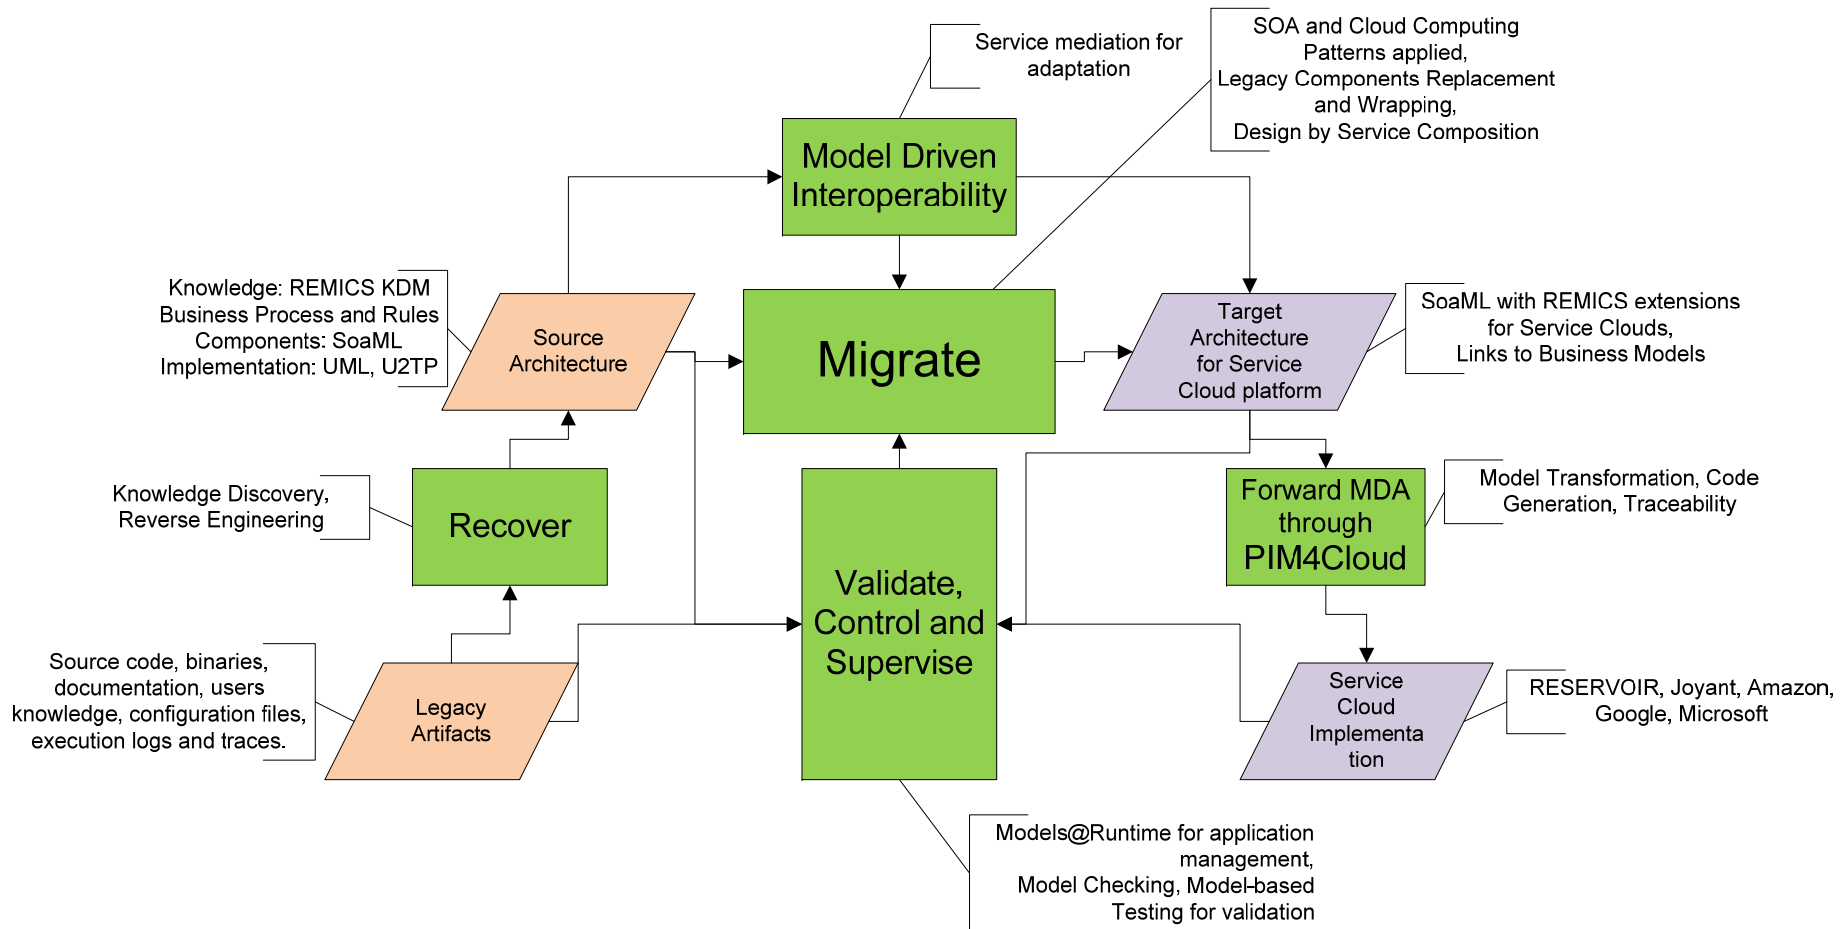 Service mediation for
adaptation
SOA and Cloud Computing
Patterns applied,
Legacy Components Replacement
and Wrapping,
Design by Service Composition
Model Driven
Interoperability
Knowledge: REMICS KDM
Business Process and Rules
Components: SoaML
Implementation: UML, U2TP
Source
Architecture
Migrate
Target
Architecture
for Service
Cloud platform
SoaML with REMICS extensions
for Service Clouds,
Links to Business Models
Knowledge Discovery,
Reverse Engineering
Recover
Validate,
Control and
Supervise
Forward MDA
through
PIM4Cloud
Model Transformation, Code
Generation, Traceability
Source code, binaries,
documentation, users
knowledge, configuration files,
execution logs and traces.
Legacy
Artifacts
Service
Cloud
Implementa
tion
RESERVOIR, Joyant, Amazon,
Google, Microsoft
Models@Runtime for application
management,
Model Checking, Model-based
Testing for validation